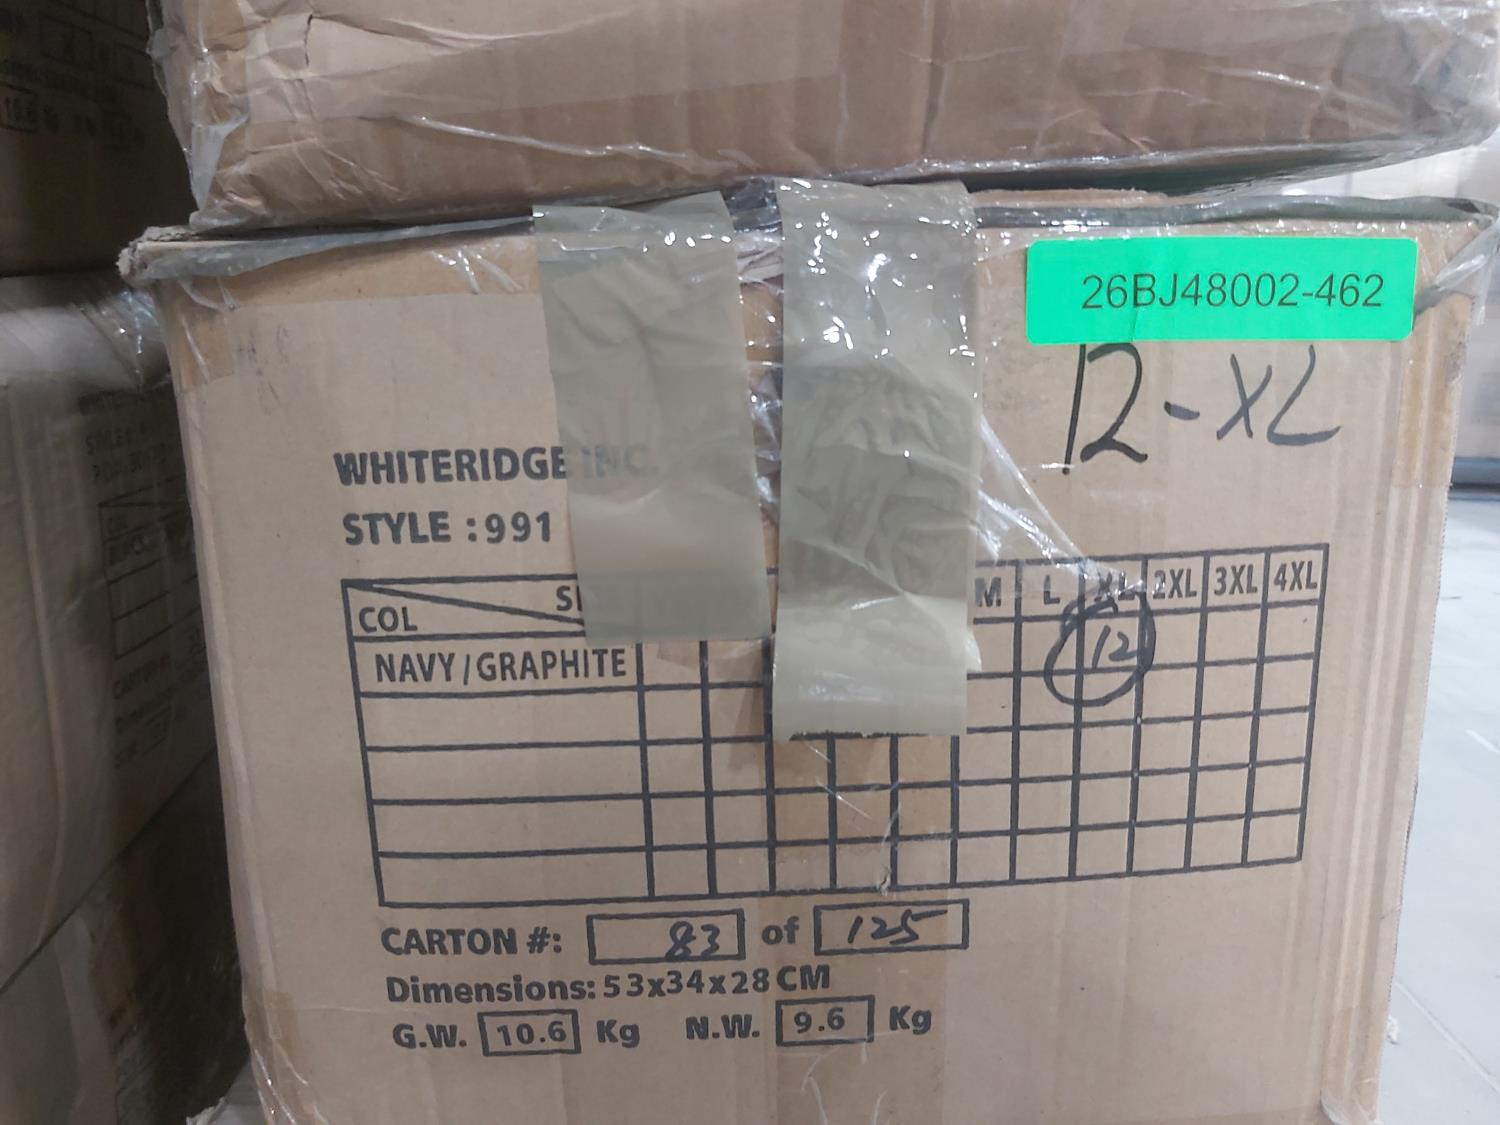 26BJ48002-462
12-XL
WHITERIDGE INC.
STYLE : 991
COL
M L XL 2XL 3XL 4XL
NAVY/GRAPHITE 12
CARTON #: 83 of 125
Dimensions: 53x34x28 CM
G.W. 10.6 Kg N.W. 9.6 Kg